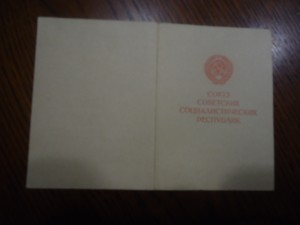 СОЮЗ
СОВЕТСКИХ
СОЦИАЛИСТИЧЕСКИХ
РЕСПУБЛИК